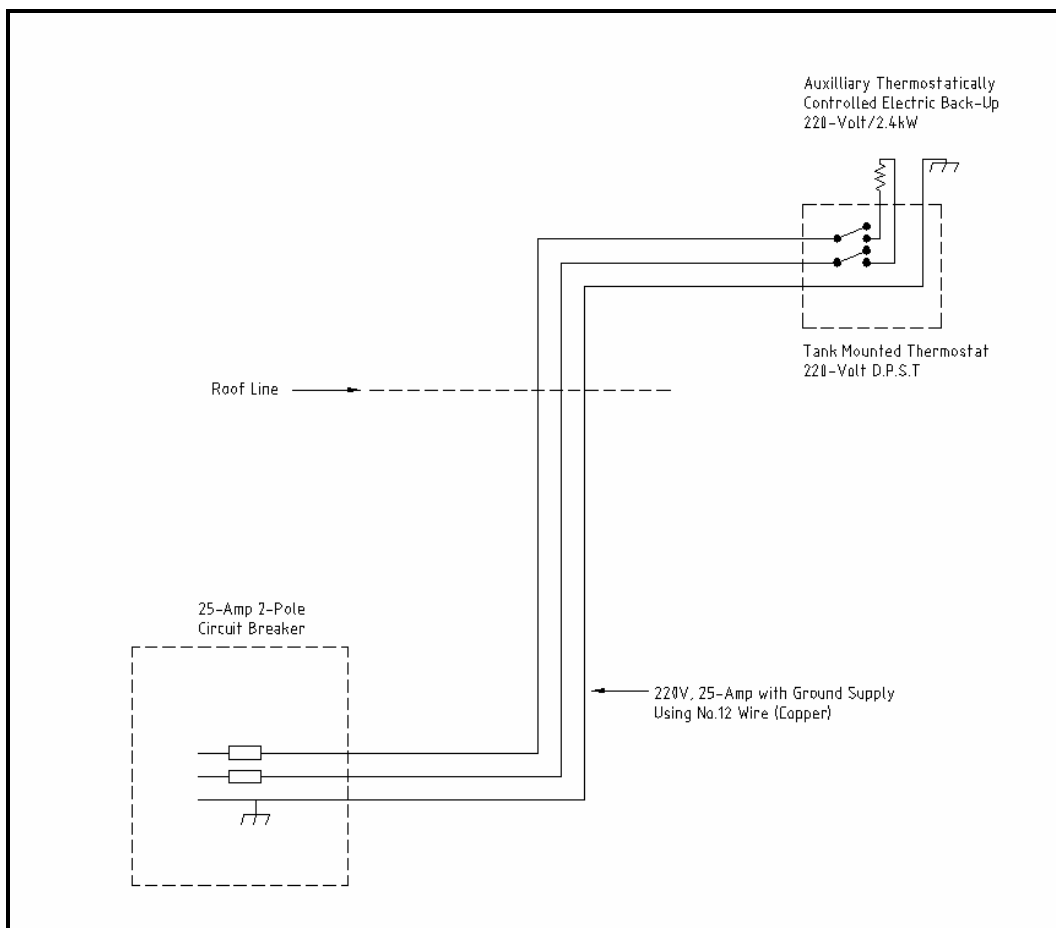 Auxilliary Thermostatically
Controlled Electric Back-Up
220-Volt/2.4kW
Tank Mounted Thermostat
220-Volt D.P.S.T
Roof Line
25-Amp 2-Pole
Circuit Breaker
220V, 25-Amp with Ground Supply
Using No.12 Wire (Copper)